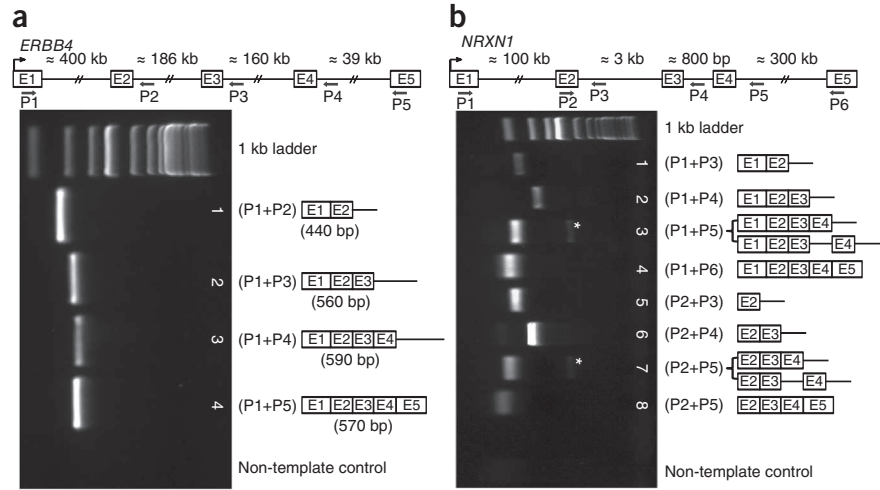 a
ERBB4
≈ 400 kb ≈ 186 kb ≈ 160 kb ≈ 39 kb
E1 E2 E3 E4 E5
P1 P2 P3 P4 P5
1 kb ladder
1 (P1+P2) E1 E2
(440 bp)
2 (P1+P3) E1 E2 E3
(560 bp)
3 (P1+P4) E1 E2 E3 E4
(590 bp)
4 (P1+P5) E1 E2 E3 E4 E5
(570 bp)
Non-template control
b
NRXN1
≈ 100 kb ≈ 3 kb ≈ 800 bp ≈ 300 kb
E1 E2 E3 E4 E5
P1 P2 P3 P4 P5 P6
1 kb ladder
1 (P1+P3) E1 E2
2 (P1+P4) E1 E2 E3
3 * (P1+P5) E1 E2 E3 E4
E1 E2 E3 E4
4 (P1+P6) E1 E2 E3 E4 E5
5 (P2+P3) E2
6 (P2+P4) E2 E3
7 * (P2+P5) E2 E3 E4
E2 E3 E4
8 (P2+P5) E2 E3 E4 E5
Non-template control